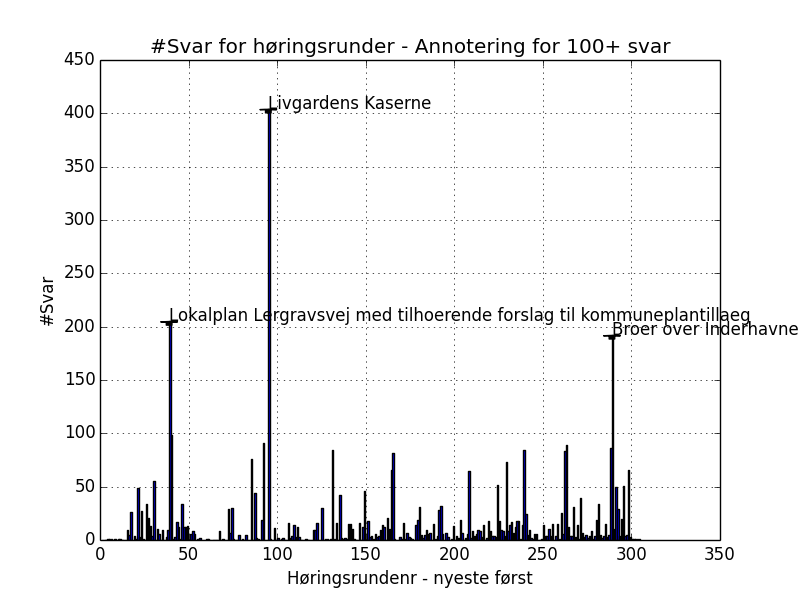 #Svar for høringsrunder - Annotering for 100+ svar
450
400
350
300
250
200
150
100
50
0
#Svar
Livgardens Kaserne
Lokalplan Lergravsvej med tilhoerende forslag til kommuneplantillaeg
Broer over Inderhavne
0 50 100 150 200 250 300 350
Høringsrundenr - nyeste først